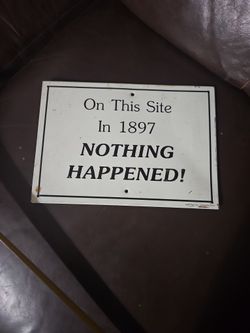 On This Site
In 1897
NOTHING
HAPPENED!